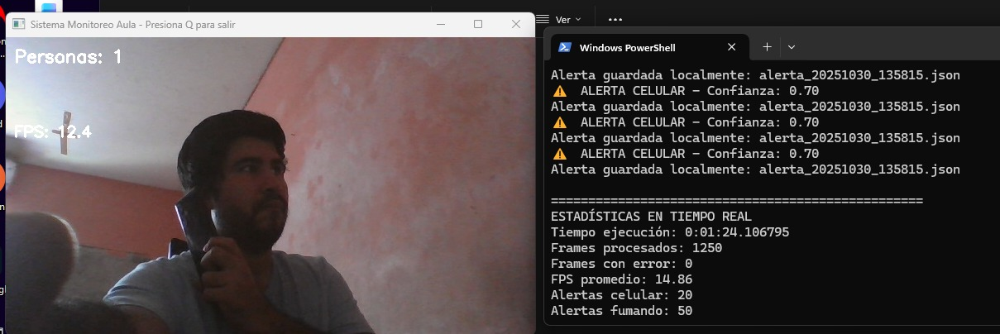 Sistema Monitoreo Aula - Presiona Q para salir
Personas: 1
FPS: 12.4
Ver
Windows PowerShell
Alerta guardada localmente: alerta_20251030_135815.json
⚠ ALERTA CELULAR - Confianza: 0.70
Alerta guardada localmente: alerta_20251030_135815.json
⚠ ALERTA CELULAR - Confianza: 0.70
Alerta guardada localmente: alerta_20251030_135815.json
⚠ ALERTA CELULAR - Confianza: 0.70
Alerta guardada localmente: alerta_20251030_135815.json
==================================================
ESTADÍSTICAS EN TIEMPO REAL
Tiempo ejecución: 0:01:24.106795
Frames procesados: 1250
Frames con error: 0
FPS promedio: 14.86
Alertas celular: 20
Alertas fumando: 50